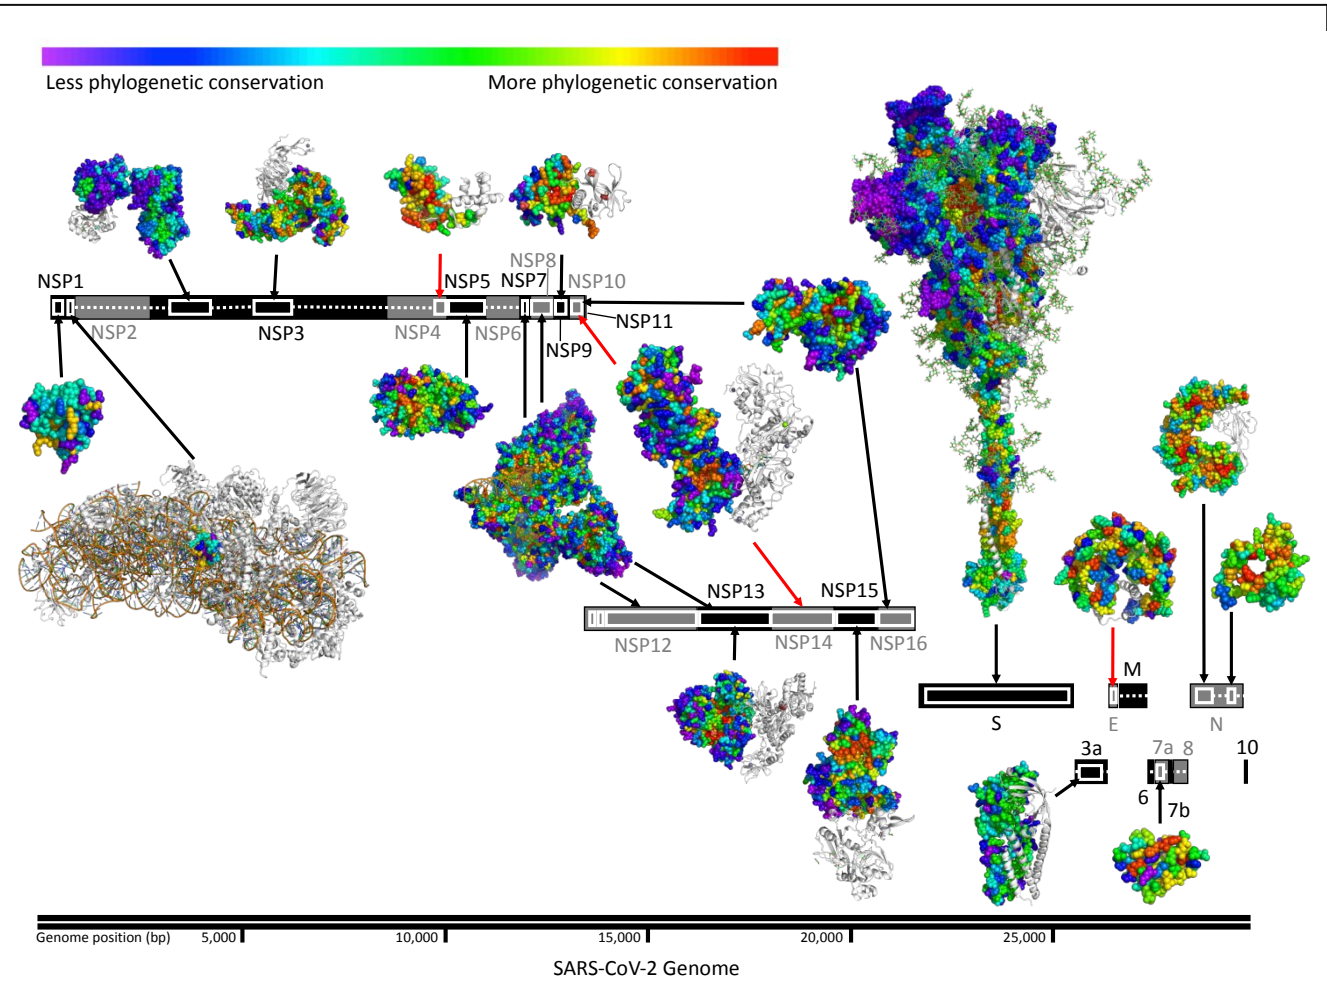 Less phylogenetic conservation
More phylogenetic conservation
NSP1
NSP2
NSP3
NSP4
NSP5
NSP6
NSP7
NSP8
NSP9
NSP10
NSP11
NSP12
NSP13
NSP14
NSP15
NSP16
S
E
M
N
3a
6
7a
7b
8
10
Genome position (bp)
5,000
10,000
15,000
20,000
25,000
SARS-CoV-2 Genome